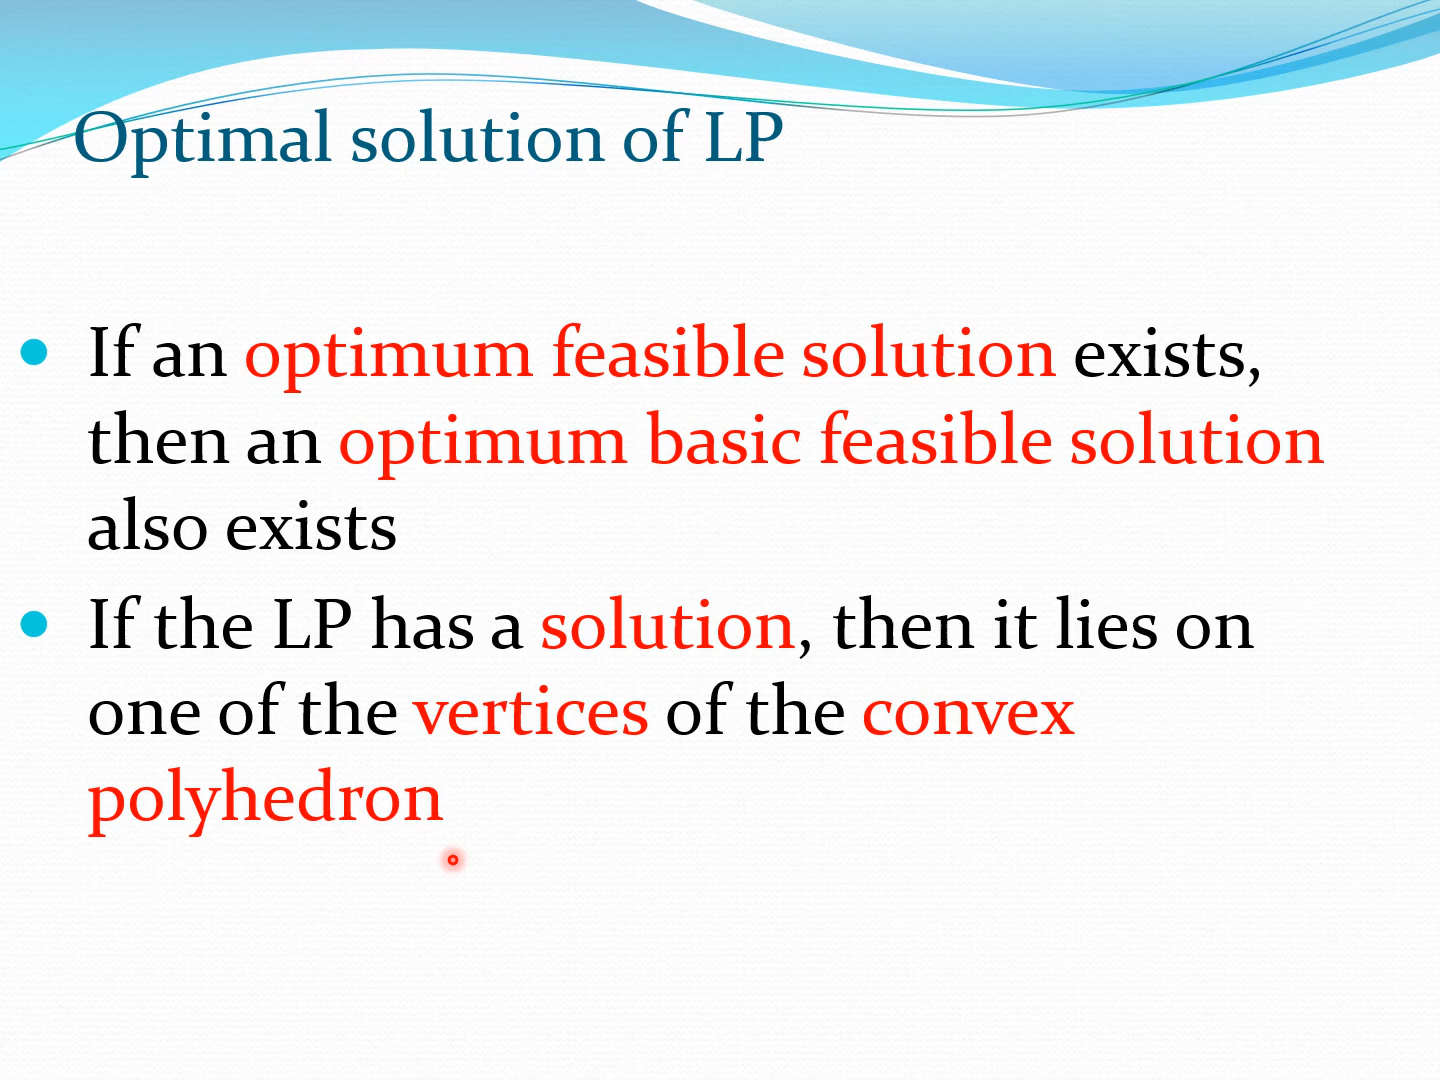 Optimal solution of LP
If an optimum feasible solution exists,
then an optimum basic feasible solution
also exists
If the LP has a solution, then it lies on
one of the vertices of the convex
polyhedron